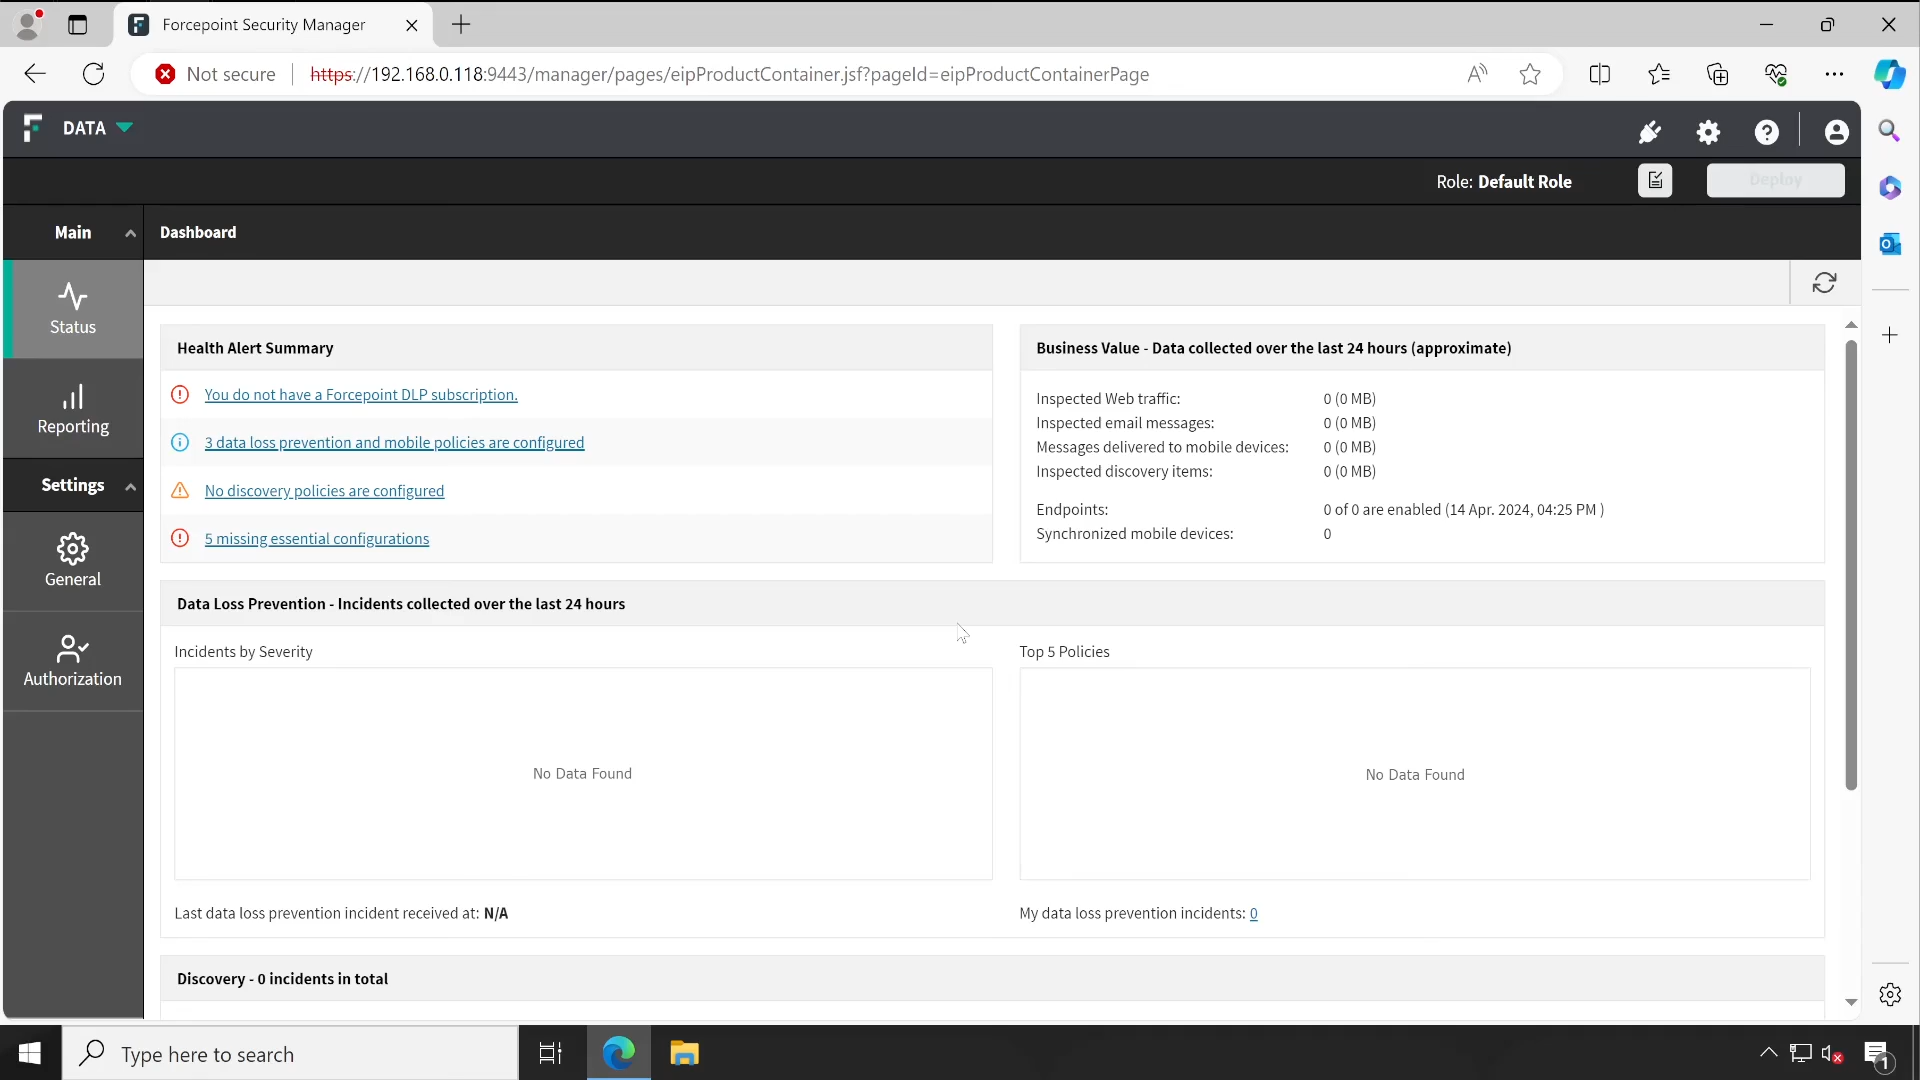 Forcepoint Security Manager
Not secure
https://192.168.0.118:9443/manager/pages/eipProductContainer.jsf?pageId=eipProductContainerPage
DATA
Role: Default Role
Deploy
Main
Dashboard
Status
Reporting
Settings
General
Authorization
Health Alert Summary
You do not have a Forcepoint DLP subscription.
3 data loss prevention and mobile policies are configured
No discovery policies are configured
5 missing essential configurations
Business Value - Data collected over the last 24 hours (approximate)
Inspected Web traffic: 0 (0 MB)
Inspected email messages: 0 (0 MB)
Messages delivered to mobile devices: 0 (0 MB)
Inspected discovery items: 0 (0 MB)
Endpoints: 0 of 0 are enabled (14 Apr. 2024, 04:25 PM )
Synchronized mobile devices: 0
Data Loss Prevention - Incidents collected over the last 24 hours
Incidents by Severity
No Data Found
Last data loss prevention incident received at: N/A
Top 5 Policies
No Data Found
My data loss prevention incidents: 0
Discovery - 0 incidents in total
Type here to search
1